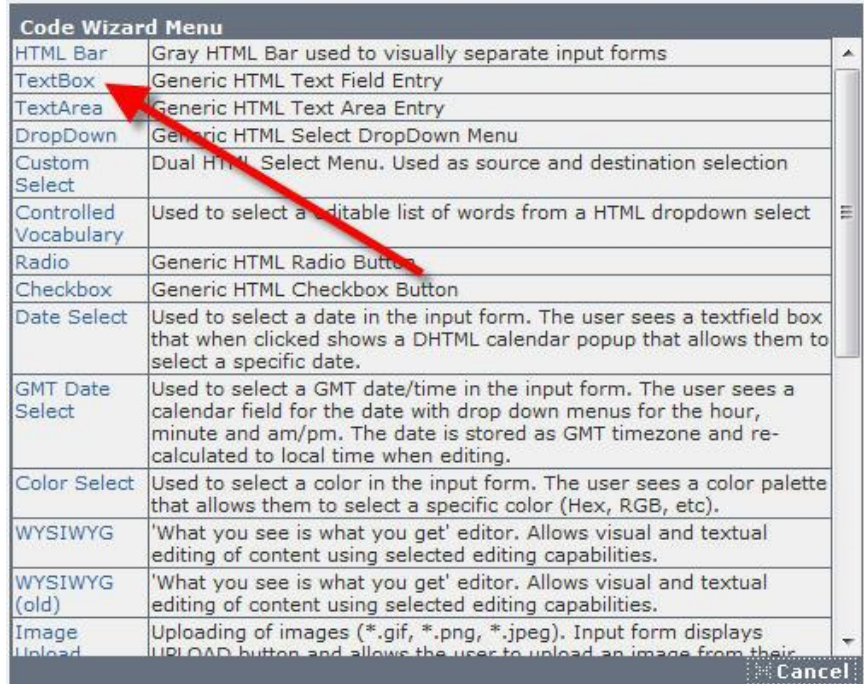 Code Wizard Menu
HTML Bar Gray HTML Bar used to visually separate input forms
TextBox Generic HTML Text Field Entry
TextArea Generic HTML Text Area Entry
DropDown Generic HTML Select DropDown Menu
Custom Dual HTML Select Menu. Used as source and destination selection
Select
Controlled Used to select a editable list of words from a HTML dropdown select
Vocabulary
Radio Generic HTML Radio Button
Checkbox Generic HTML Checkbox Button
Date Select Used to select a date in the input form. The user sees a textfield box
that when clicked shows a DHTML calendar popup that allows them to
select a specific date.
GMT Date Used to select a GMT date/time in the input form. The user sees a
Select calendar field for the date with drop down menus for the hour,
minute and am/pm. The date is stored as GMT timezone and re-
calculated to local time when editing.
Color Select Used to select a color in the input form. The user sees a color palette
that allows them to select a specific color (Hex, RGB, etc).
WYSIWYG 'What you see is what you get' editor. Allows visual and textual
editing of content using selected editing capabilities.
WYSIWYG 'What you see is what you get' editor. Allows visual and textual
(old) editing of content using selected editing capabilities.
Image Uploading of images (*.gif, *.png, *.jpeg). Input form displays
Upload UPLOAD button and allows the user to upload an image from their
Cancel